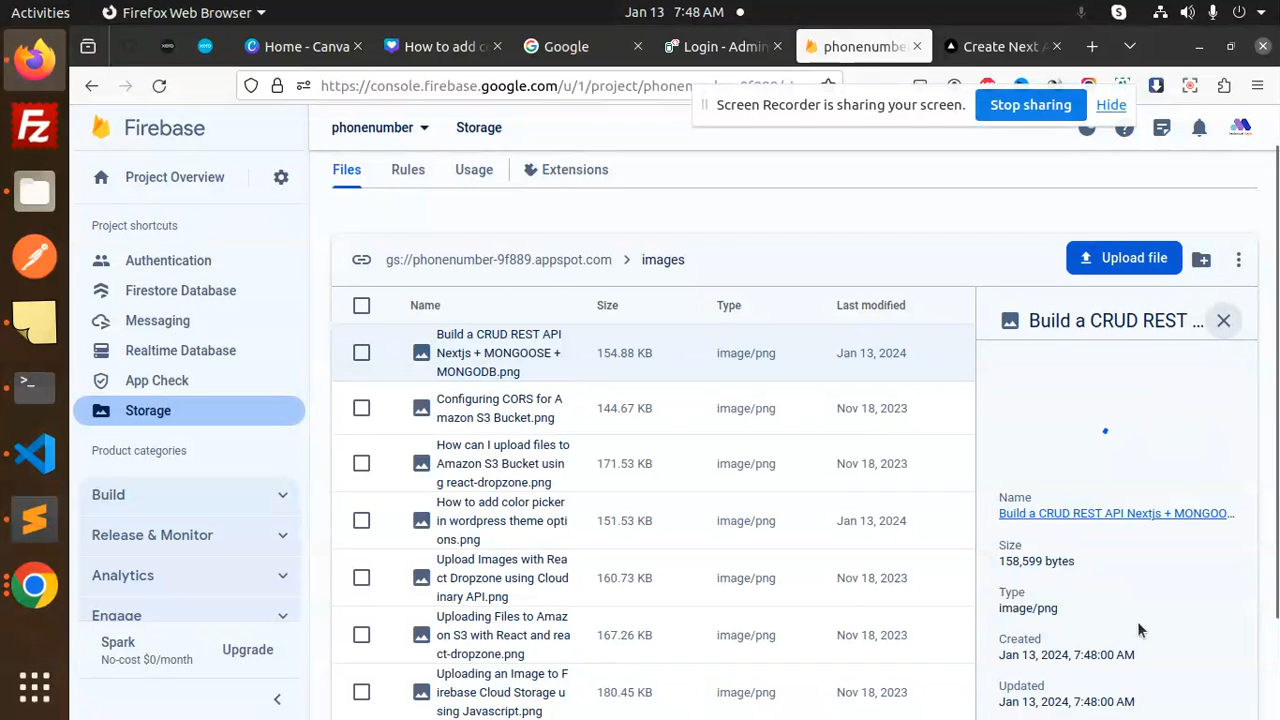 Activities
Firefox Web Browser
Jan 13 7:48 AM
xero
xero
Home - Canva
How to add c
Google
Login - Admin
phonenumbe
Create Next A
https://console.firebase.google.com/u/1/project/phonen
Screen Recorder is sharing your screen.
Stop sharing
Hide
Firebase
phonenumber
Storage
Project Overview
Files
Rules
Usage
Extensions
Project shortcuts
Authentication
Firestore Database
Messaging
Realtime Database
App Check
Storage
Product categories
Build
Release & Monitor
Analytics
Engage
Spark
No-cost $0/month
Upgrade
gs://phonenumber-9f889.appspot.com
images
Upload file
Name
Size
Type
Last modified
Build a CRUD REST API
Nextjs + MONGOOSE +
MONGODB.png
154.88 KB
image/png
Jan 13, 2024
Configuring CORS for A
mazon S3 Bucket.png
144.67 KB
image/png
Nov 18, 2023
How can I upload files to
Amazon S3 Bucket usin
g react-dropzone.png
171.53 KB
image/png
Nov 18, 2023
How to add color picker
in wordpress theme opti
ons.png
151.53 KB
image/png
Jan 13, 2024
Upload Images with Rea
ct Dropzone using Cloud
inary API.png
160.73 KB
image/png
Nov 18, 2023
Uploading Files to Amaz
on S3 with React and rea
ct-dropzone.png
167.26 KB
image/png
Nov 18, 2023
Uploading an Image to F
irebase Cloud Storage u
sing Javascript.png
180.45 KB
image/png
Nov 18, 2023
Build a CRUD REST ...
Name
Build a CRUD REST API Nextjs + MONGOO...
Size
158,599 bytes
Type
image/png
Created
Jan 13, 2024, 7:48:00 AM
Updated
Jan 13, 2024, 7:48:00 AM